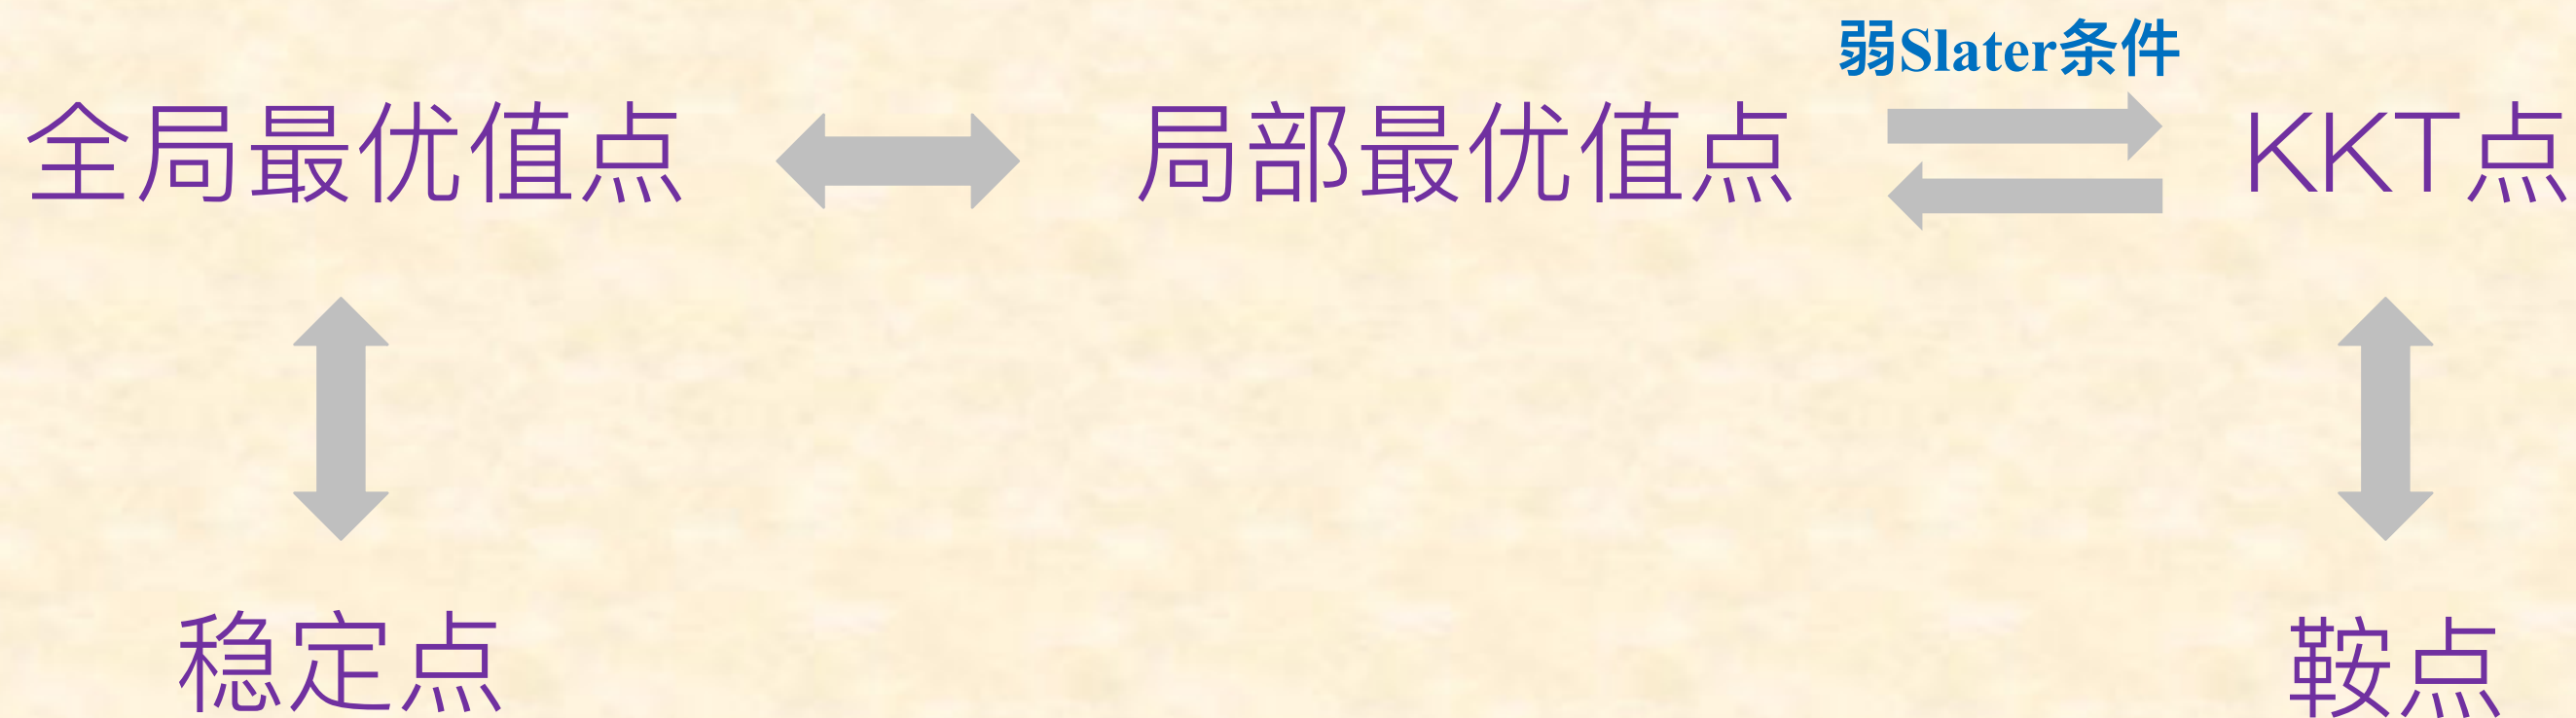 弱Slater条件
全局最优值点
局部最优值点
KKT点
稳定点
鞍点